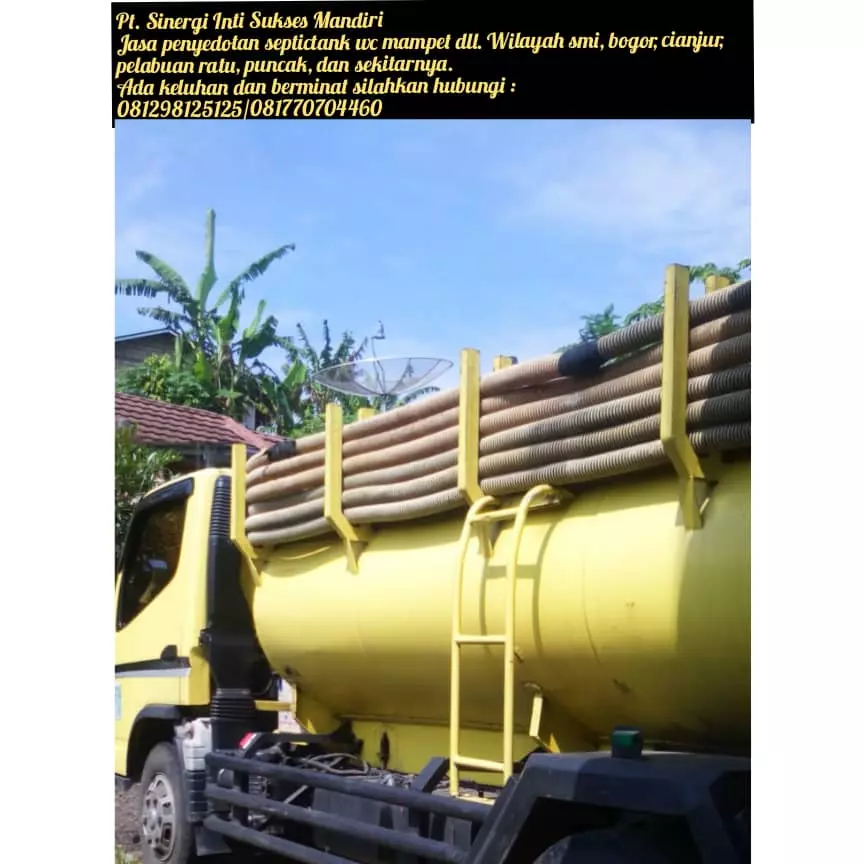 Pt. Sinergi Inti Sukses Mandiri
Jasa penyedotan septictank wc mampet dll. Wilayah smi, bogor, cianjur,
pelabuan ratu, puncak, dan sekitarnya.
Ada keluhan dan berminat silahkan hubungi :
081298125125/081770704460